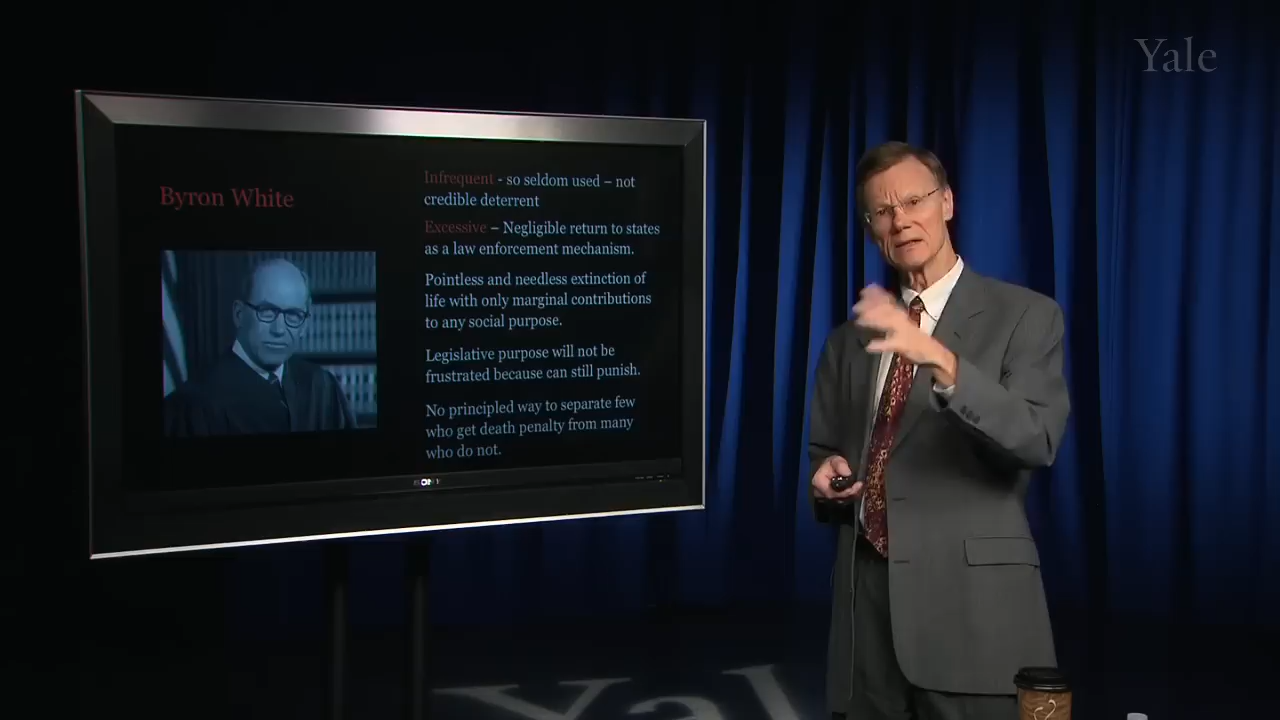 Yale
Byron White
Infrequent - so seldom used – not
credible deterrent
Excessive – Negligible return to states
as a law enforcement mechanism.
Pointless and needless extinction of
life with only marginal contributions
to any social purpose.
Legislative purpose will not be
frustrated because can still punish.
No principled way to separate few
who get death penalty from many
who do not.
SONY
Yal